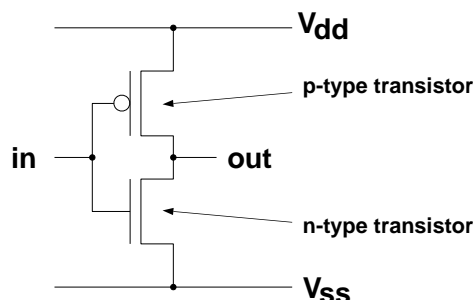 Vdd
p-type transistor
in
out
n-type transistor
Vss